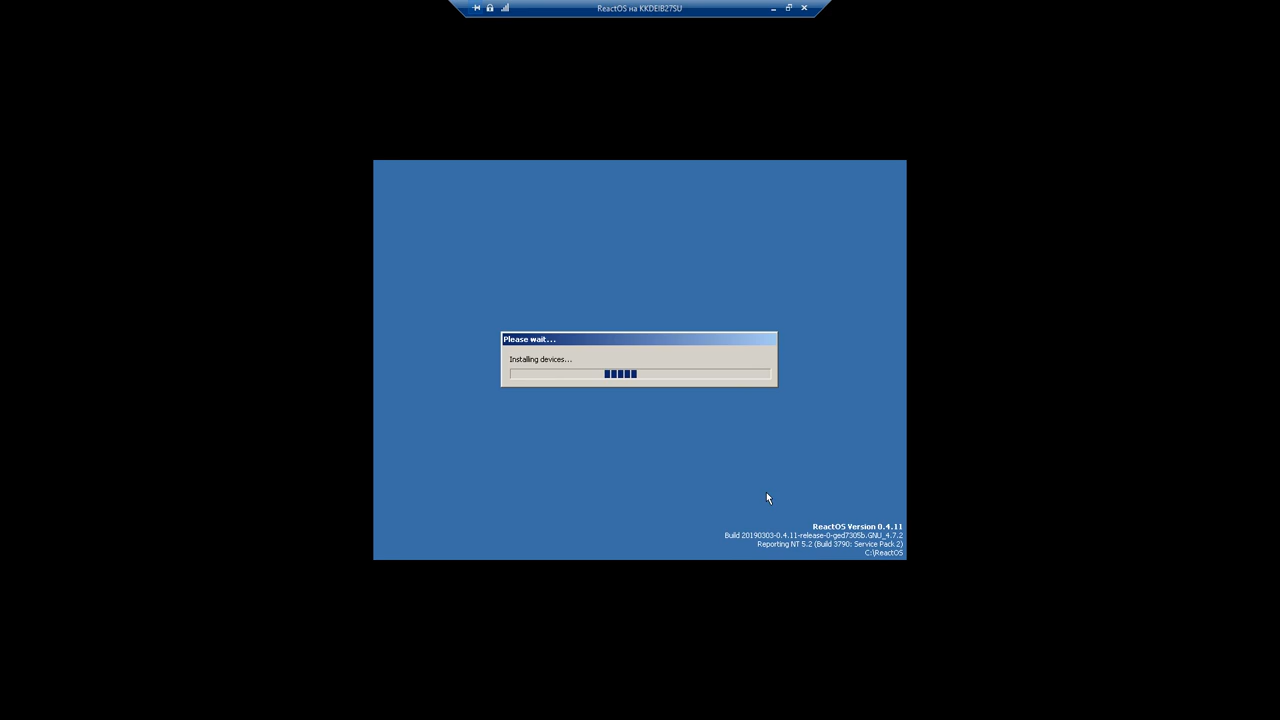 ReactOS на KKDEIB27SU
Please wait...
Installing devices...
ReactOS Version 0.4.11
Build 20190303-0.4.11-release-0-ged7305b.GNU_4.7.2
Reporting NT 5.2 (Build 3790: Service Pack 2)
C:\ReactOS